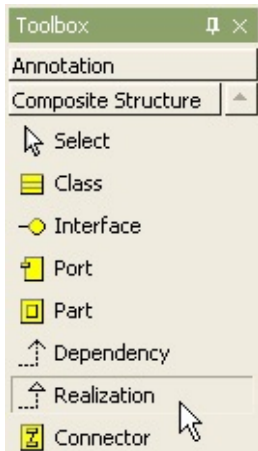 Toolbox
Annotation
Composite Structure
Select
Class
Interface
Port
Part
Dependency
Realization
Connector